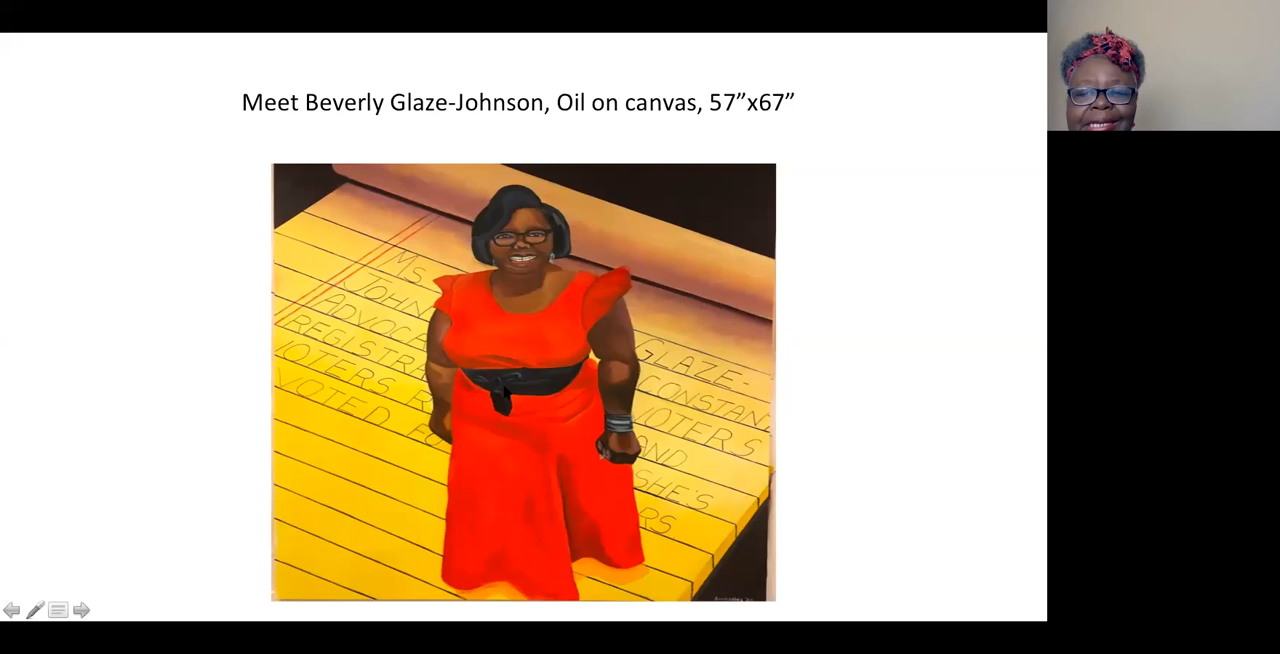 Meet Beverly Glaze-Johnson, Oil on canvas, 57”x67”
MS GLAZE-
JOHN CONSTAN
ADVOCA VOTERS
REGISTRA AND
VOTERS R SHE'S
VOTED FO RS